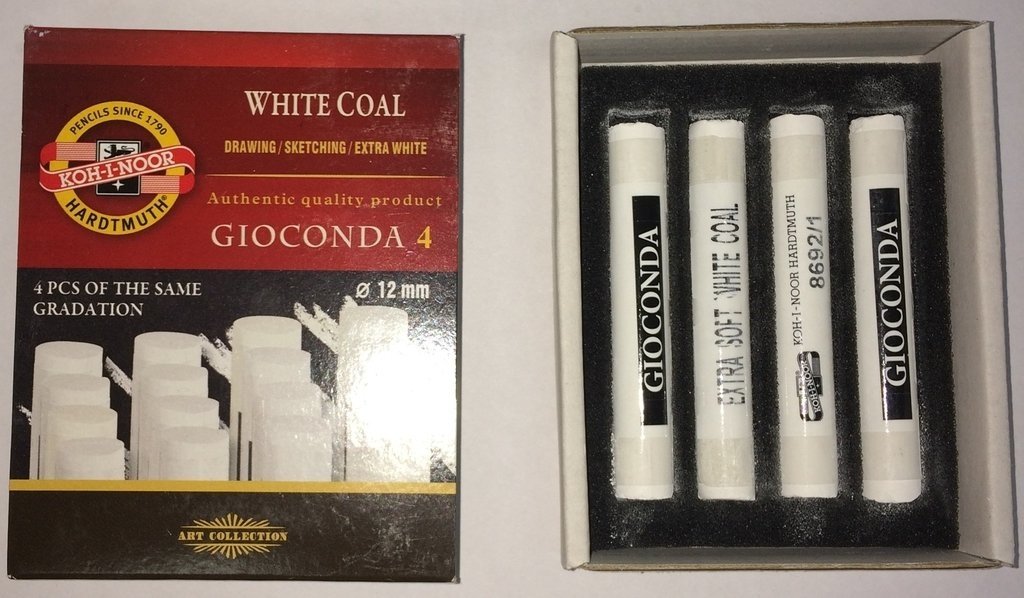 PENCILS SINCE 1790
KOH-I-NOOR
HARDTMUTH®
WHITE COAL
DRAWING/SKETCHING/EXTRA WHITE
Authentic quality product
GIOCONDA 4
4 PCS OF THE SAME
GRADATION
ø 12 mm
ART COLLECTION
GIOCONDA
EXTRA SOFT WHITE COAL
KOH-I-NOOR HARDTMUTH
8692/1
KOH-I-NOOR
GIOCONDA